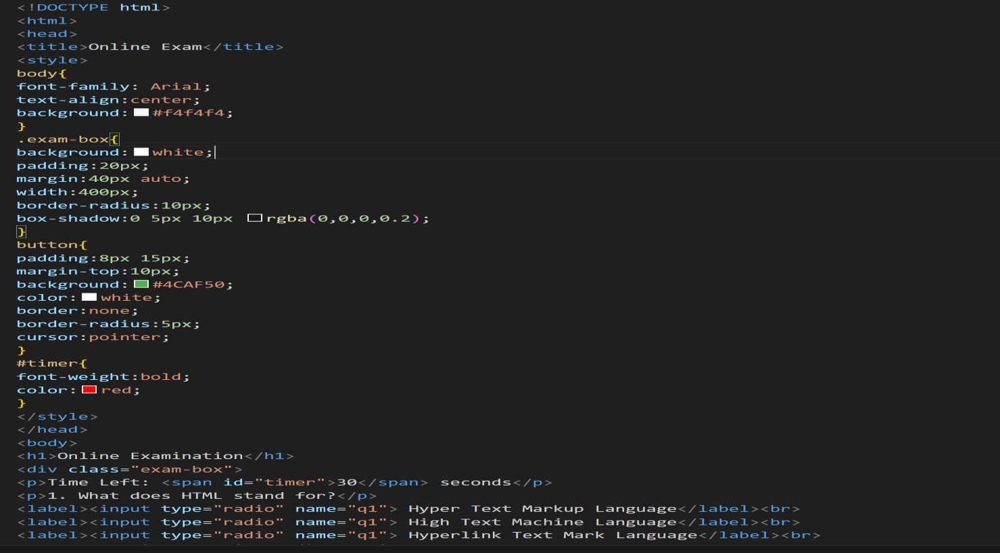 <!DOCTYPE html>
<html>
<head>
<title>Online Exam</title>
<style>
body{
font-family: Arial;
text-align:center;
background:#f4f4f4;
}
.exam-box{
background:white;
padding:20px;
margin:40px auto;
width:400px;
border-radius:10px;
box-shadow:0 5px 10px rgba(0,0,0,0.2);
}
button{
padding:8px 15px;
margin-top:10px;
background:#4CAF50;
color:white;
border:none;
border-radius:5px;
cursor:pointer;
}
#timer{
font-weight:bold;
color:red;
}
</style>
</head>
<body>
<h1>Online Examination</h1>
<div class="exam-box">
<p>Time Left: <span id="timer">30</span> seconds</p>
<p>1. What does HTML stand for?</p>
<label><input type="radio" name="q1"> Hyper Text Markup Language</label><br>
<label><input type="radio" name="q1"> High Text Machine Language</label><br>
<label><input type="radio" name="q1"> Hyperlink Text Mark Language</label><br>